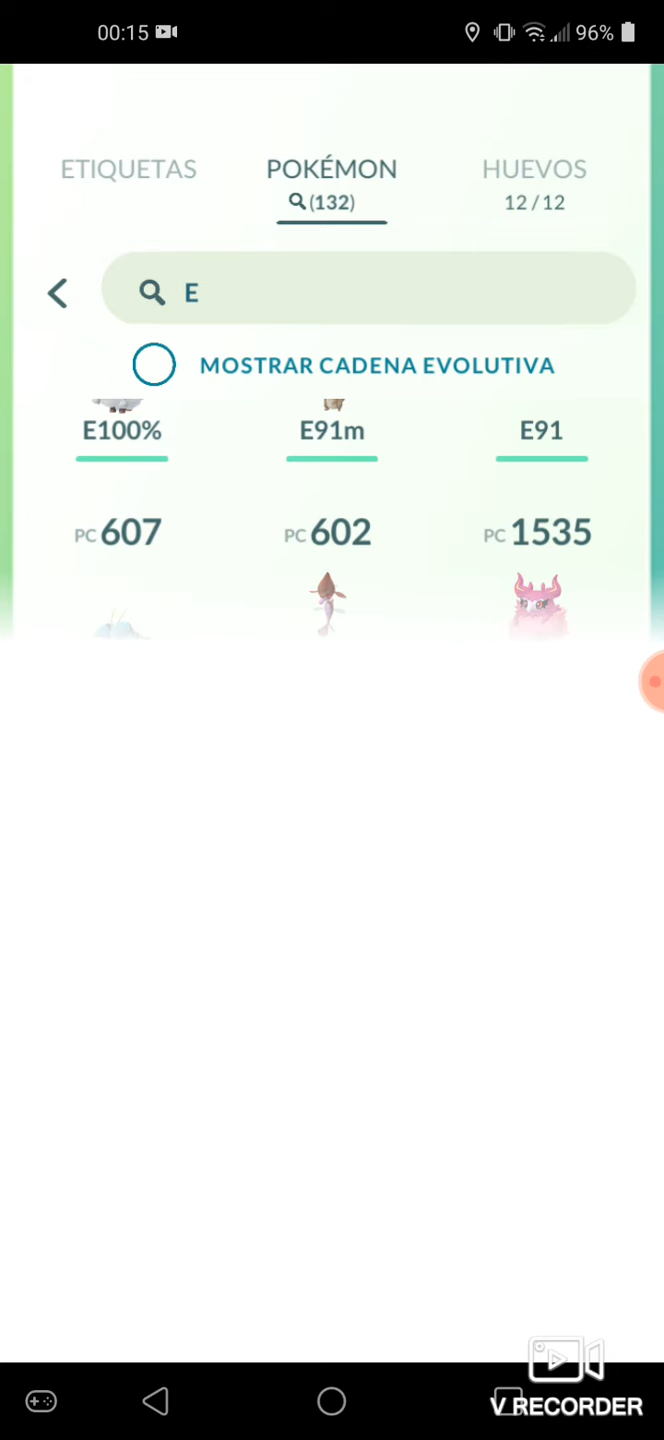 00:15 96%
ETIQUETAS POKÉMON HUEVOS
(132) 12 / 12
E
MOSTRAR CADENA EVOLUTIVA
E100% E91m E91
PC 607 PC 602 PC 1535
V RECORDER